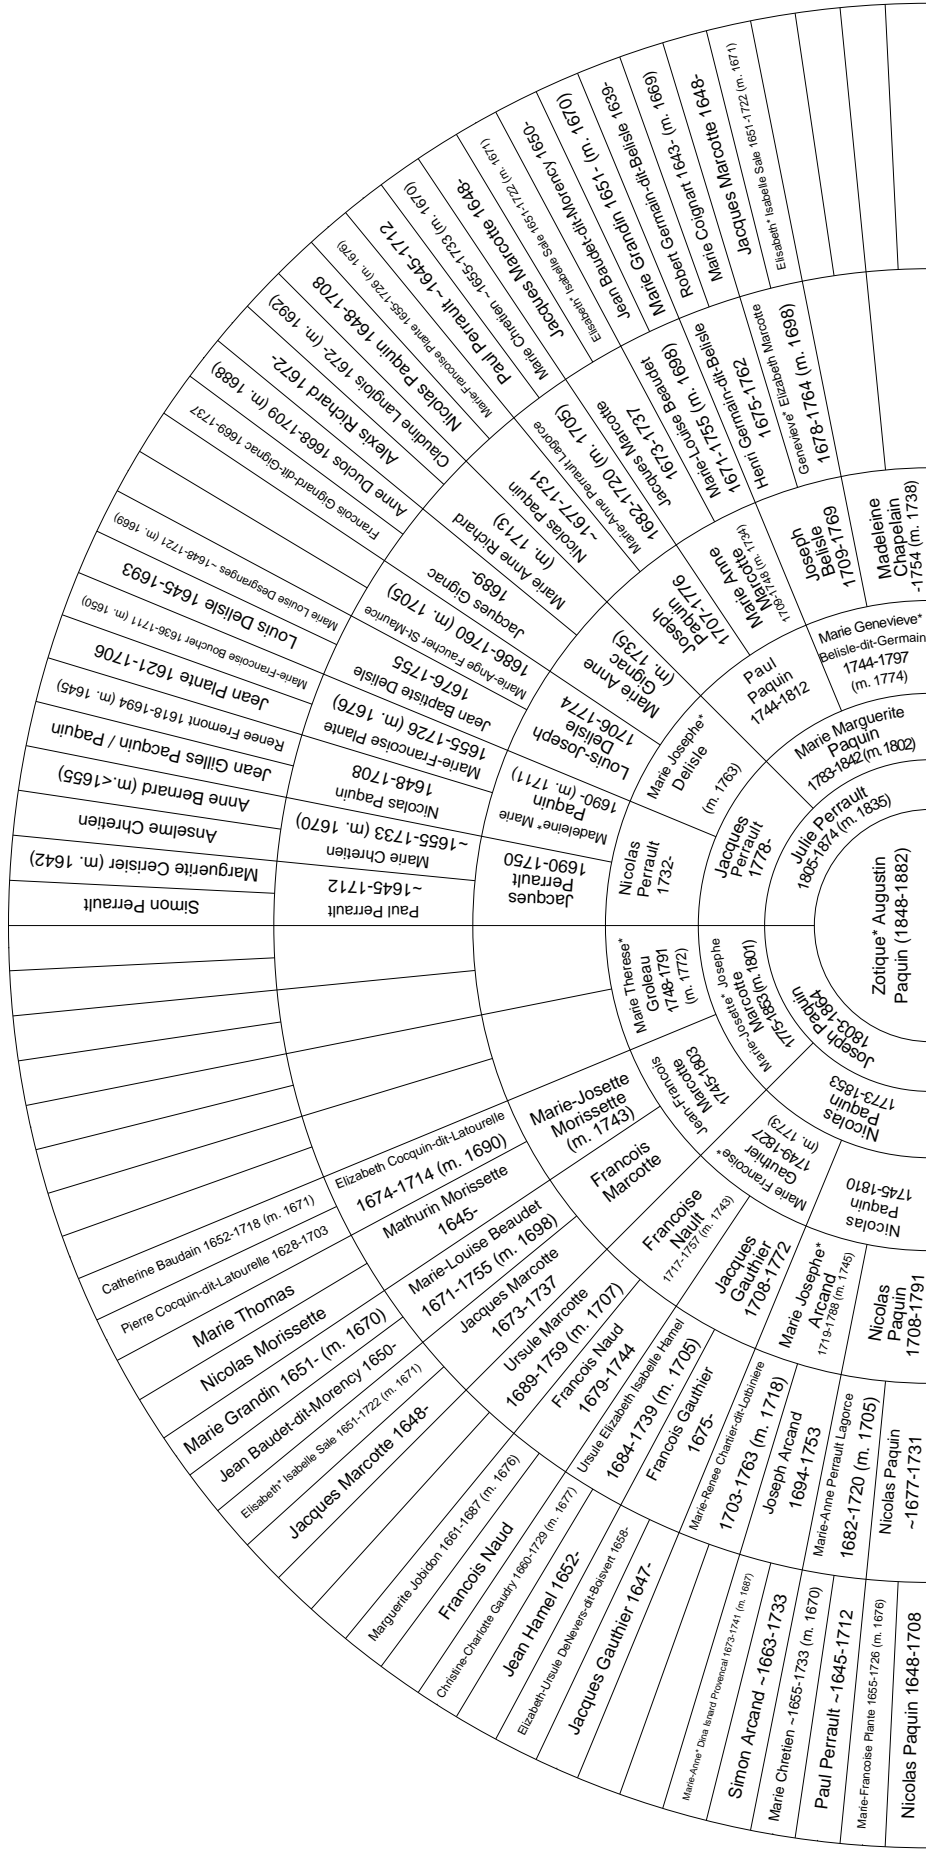 Zotique* Augustin
Paquin (1848-1882)
Joseph Paquin
1803-1864
Julie Perrault
1805-1874 (m. 1835)
Nicolas
Paquin
1773-1853
Marie-Josette* Josephe
Marcotte
1775-1853 (m. 1801)
Jacques
Perrault
1778-
Marie Marguerite
Paquin
1783-1842 (m. 1802)
Nicolas
Paquin
1745-1810
Marie Francoise*
Gauthier
1749-1827
(m. 1773)
Jean-Francois
Marcotte
1745-1803
Marie Therese*
Groleau
1748-1791
(m. 1772)
Nicolas
Perrault
1732-
Marie Josephe*
Delisle
(m. 1763)
Paul
Paquin
1744-1812
Marie Genevieve*
Belisle-dit-Germain
1744-1797
(m. 1774)
Nicolas
Paquin
1708-1791
Marie Josephe*
Arcand
1719-1788 (m. 1745)
Jacques
Gauthier
1708-1772
Francoise
Nault
1717-1757 (m. 1743)
Francois
Marcotte
Marie-Josette
Morissette
(m. 1743)
Jacques
Perrault
1690-1750
Madeleine* Marie
Paquin
1690- (m. 1711)
Louis-Joseph
Delisle
1706-1774
Marie Anne
Gignac
(m. 1735)
Joseph
Paquin
1707-1776
Marie Anne
Marcotte
1709-1748 (m. 1734)
Joseph
Belisle
1709-1769
Madeleine
Chapelain
-1754 (m. 1738)
Nicolas Paquin
~1677-1731
Marie-Anne Perrault Lagorce
1682-1720 (m. 1705)
Joseph Arcand
1694-1753
Marie-Renee Chartier-dit-Lotbiniere
1703-1763 (m. 1718)
Francois Gauthier
1675-
Ursule Elizabeth Isabelle Hamel
1684-1739 (m. 1705)
Francois Naud
1679-1744
Ursule Marcotte
1689-1759 (m. 1707)
Jacques Marcotte
1673-1737
Marie-Louise Beaudet
1671-1755 (m. 1698)
Mathurin Morissette
1645-
Elizabeth Cocquin-dit-Latourelle
1674-1714 (m. 1690)
Paul Perrault
~1645-1712
Marie Chretien
~1655-1733 (m. 1670)
Nicolas Paquin
1648-1708
Marie-Francoise Plante
1655-1726 (m. 1676)
Jean Baptiste Delisle
1676-1755
Marie-Ange Faucher St-Maurice
1686-1760 (m. 1705)
Jacques Gignac
1689-
Marie Anne Richard
(m. 1713)
Nicolas Paquin
~1677-1731
Marie-Anne Perrault Lagorce
1682-1720 (m. 1705)
Jacques Marcotte
1673-1737
Marie-Louise Beaudet
1671-1755 (m. 1698)
Henri Germain-dit-Belisle
1675-1762
Genevieve* Elizabeth Marcotte
1678-1764 (m. 1698)
Nicolas Paquin 1648-1708
Marie-Francoise Plante 1655-1726 (m. 1676)
Paul Perrault ~1645-1712
Marie Chretien ~1655-1733 (m. 1670)
Simon Arcand ~1663-1733
Marie-Anne* Dina Isnard Provencal 1673-1741 (m. 1687)
Jacques Gauthier 1647-
Elizabeth-Ursule DeNevers-dit-Boisvert 1658-
Jean Hamel 1652-
Christine-Charlotte Gaudry 1660-1729 (m. 1677)
Francois Naud
Marguerite Jobidon 1661-1687 (m. 1676)
Jacques Marcotte 1648-
Elisabeth* Isabelle Sale 1651-1722 (m. 1671)
Jean Baudet-dit-Morency 1650-
Marie Grandin 1651- (m. 1670)
Nicolas Morissette
Marie Thomas
Pierre Cocquin-dit-Latourelle 1628-1703
Catherine Baudain 1652-1718 (m. 1671)
Simon Perrault
Marguerite Cerisier (m. 1642)
Anselme Chretien
Anne Bernard (m.<1655)
Jean Gilles Pacquin / Paquin
Renee Fremont 1618-1694 (m. 1645)
Jean Plante 1621-1706
Marie-Francoise Boucher 1636-1711 (m. 1650)
Louis Delisle 1645-1693
Marie Louise Desgranges ~1648-1721 (m. 1669)
Francois Gignard-dit-Gignac 1669-1737
Anne Duclos 1668-1709 (m. 1688)
Alexis Richard 1672-
Claudine Langlois 1672 (m. 1692)
Nicolas Paquin 1648-1708
Marie-Francoise Plante 1655-1726 (m. 1676)
Paul Perrault ~1645-1712
Marie Chretien ~1655-1733 (m. 1670)
Jacques Marcotte 1648-
Elisabeth* Isabelle Sale 1651-1722 (m. 1671)
Jean Baudet-dit-Morency 1650-
Marie Grandin 1651- (m. 1670)
Robert Germain-dit-Belisle 1639-
Marie Coignart 1643- (m. 1669)
Jacques Marcotte 1648-
Elisabeth* Isabelle Sale 1651-1722 (m. 1671)